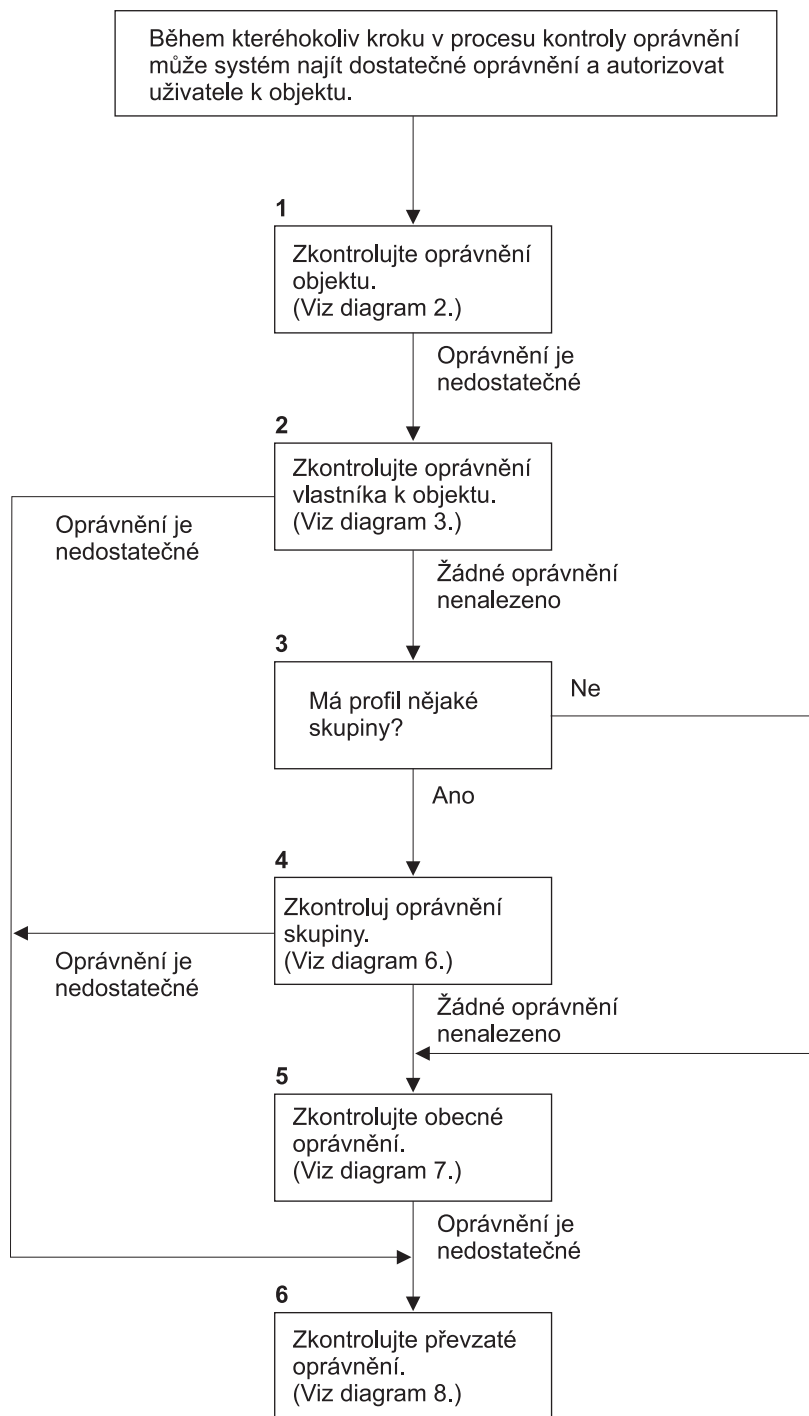 Během kteréhokoliv kroku v procesu kontroly oprávnění
může systém najít dostatečné oprávnění a autorizovat
uživatele k objektu.
1
Zkontrolujte oprávnění
objektu.
(Viz diagram 2.)
Oprávnění je
nedostatečné
2
Zkontrolujte oprávnění
vlastníka k objektu.
(Viz diagram 3.)
Oprávnění je
nedostatečné
Žádné oprávnění
nenalezeno
3
Má profil nějaké
skupiny?
Ne
Ano
4
Zkontroluj oprávnění
skupiny.
(Viz diagram 6.)
Oprávnění je
nedostatečné
Žádné oprávnění
nenalezeno
5
Zkontrolujte obecné
oprávnění.
(Viz diagram 7.)
Oprávnění je
nedostatečné
6
Zkontrolujte převzaté
oprávnění.
(Viz diagram 8.)